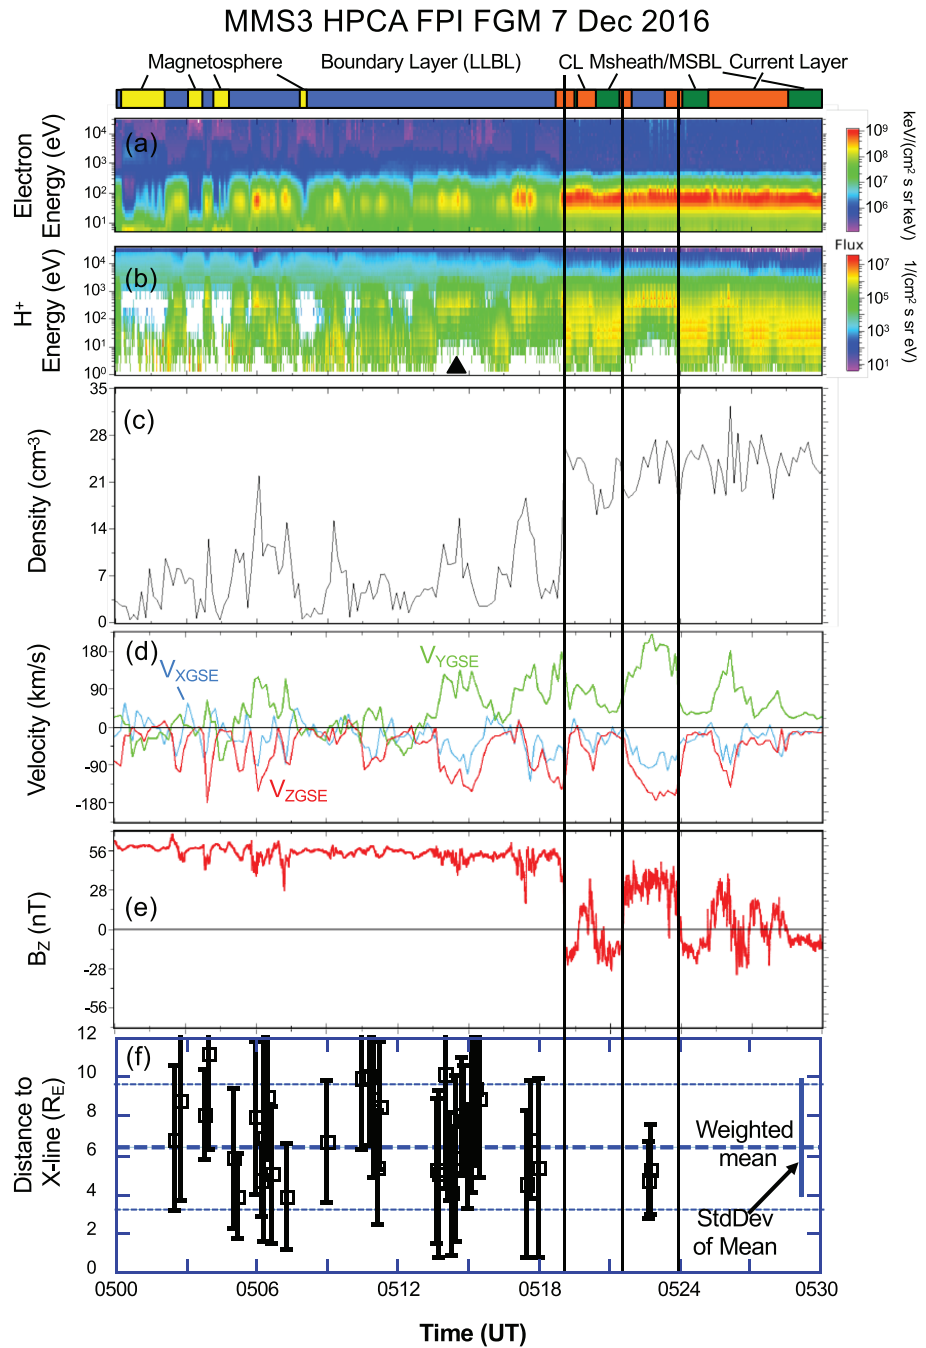 MMS3 HPCA FPI FGM 7 Dec 2016
Magnetosphere Boundary Layer (LLBL) CL Msheath/MSBL Current Layer
(a)
Electron
Energy (eV)
10⁴
10³
10²
10¹
10⁹
10⁸
10⁷
10⁶
keV/(cm² s sr keV)
(b)
H⁺
Energy (eV)
10⁴
10³
10²
10¹
10⁰
Flux
10⁷
10⁵
10³
10¹
1/(cm² s sr eV)
(c)
Density (cm⁻³)
35
28
21
14
7
0
(d)
Velocity (km/s)
180
90
0
-90
-180
V_XGSE
V_YGSE
V_ZGSE
(e)
B_Z (nT)
56
28
0
-28
-56
(f)
Distance to
X-line (R_E)
12
10
8
6
4
2
0
Weighted
mean
StdDev
of Mean
0500 0506 0512 0518 0524 0530
Time (UT)